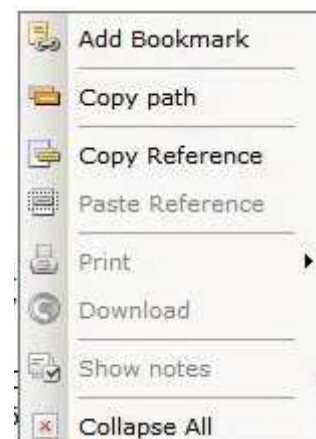 Add Bookmark
Copy path
Copy Reference
Paste Reference
Print
Download
Show notes
Collapse All